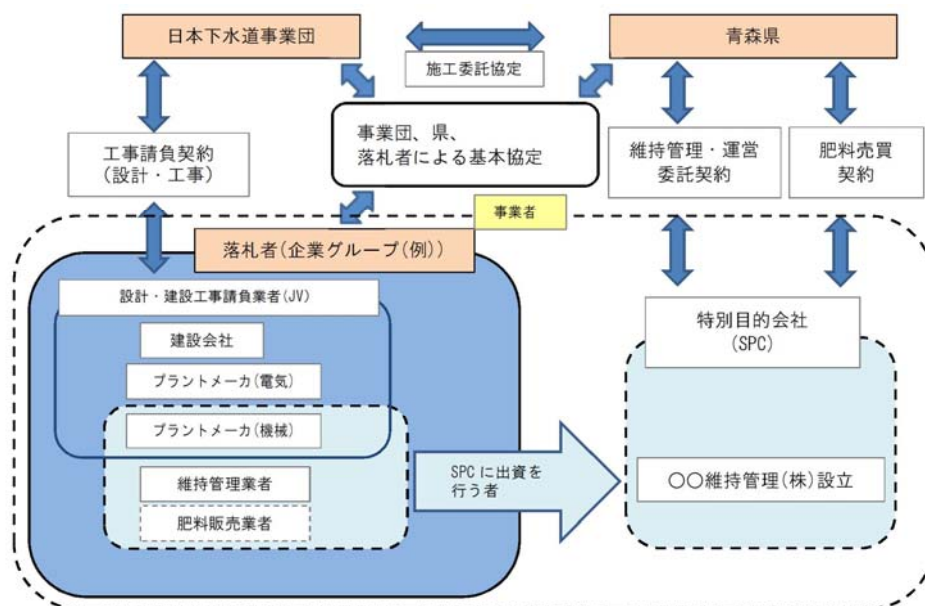 日本下水道事業団
青森県
施工委託協定
工事請負契約
(設計・工事)
事業団、県、
落札者による基本協定
維持管理・運営
委託契約
肥料売買
契約
事業者
落札者(企業グループ(例))
設計・建設工事請負業者(JV)
建設会社
プラントメーカ(電気)
プラントメーカ(機械)
維持管理業者
肥料販売業者
SPCに出資を
行う者
特別目的会社
(SPC)
〇〇維持管理(株)設立